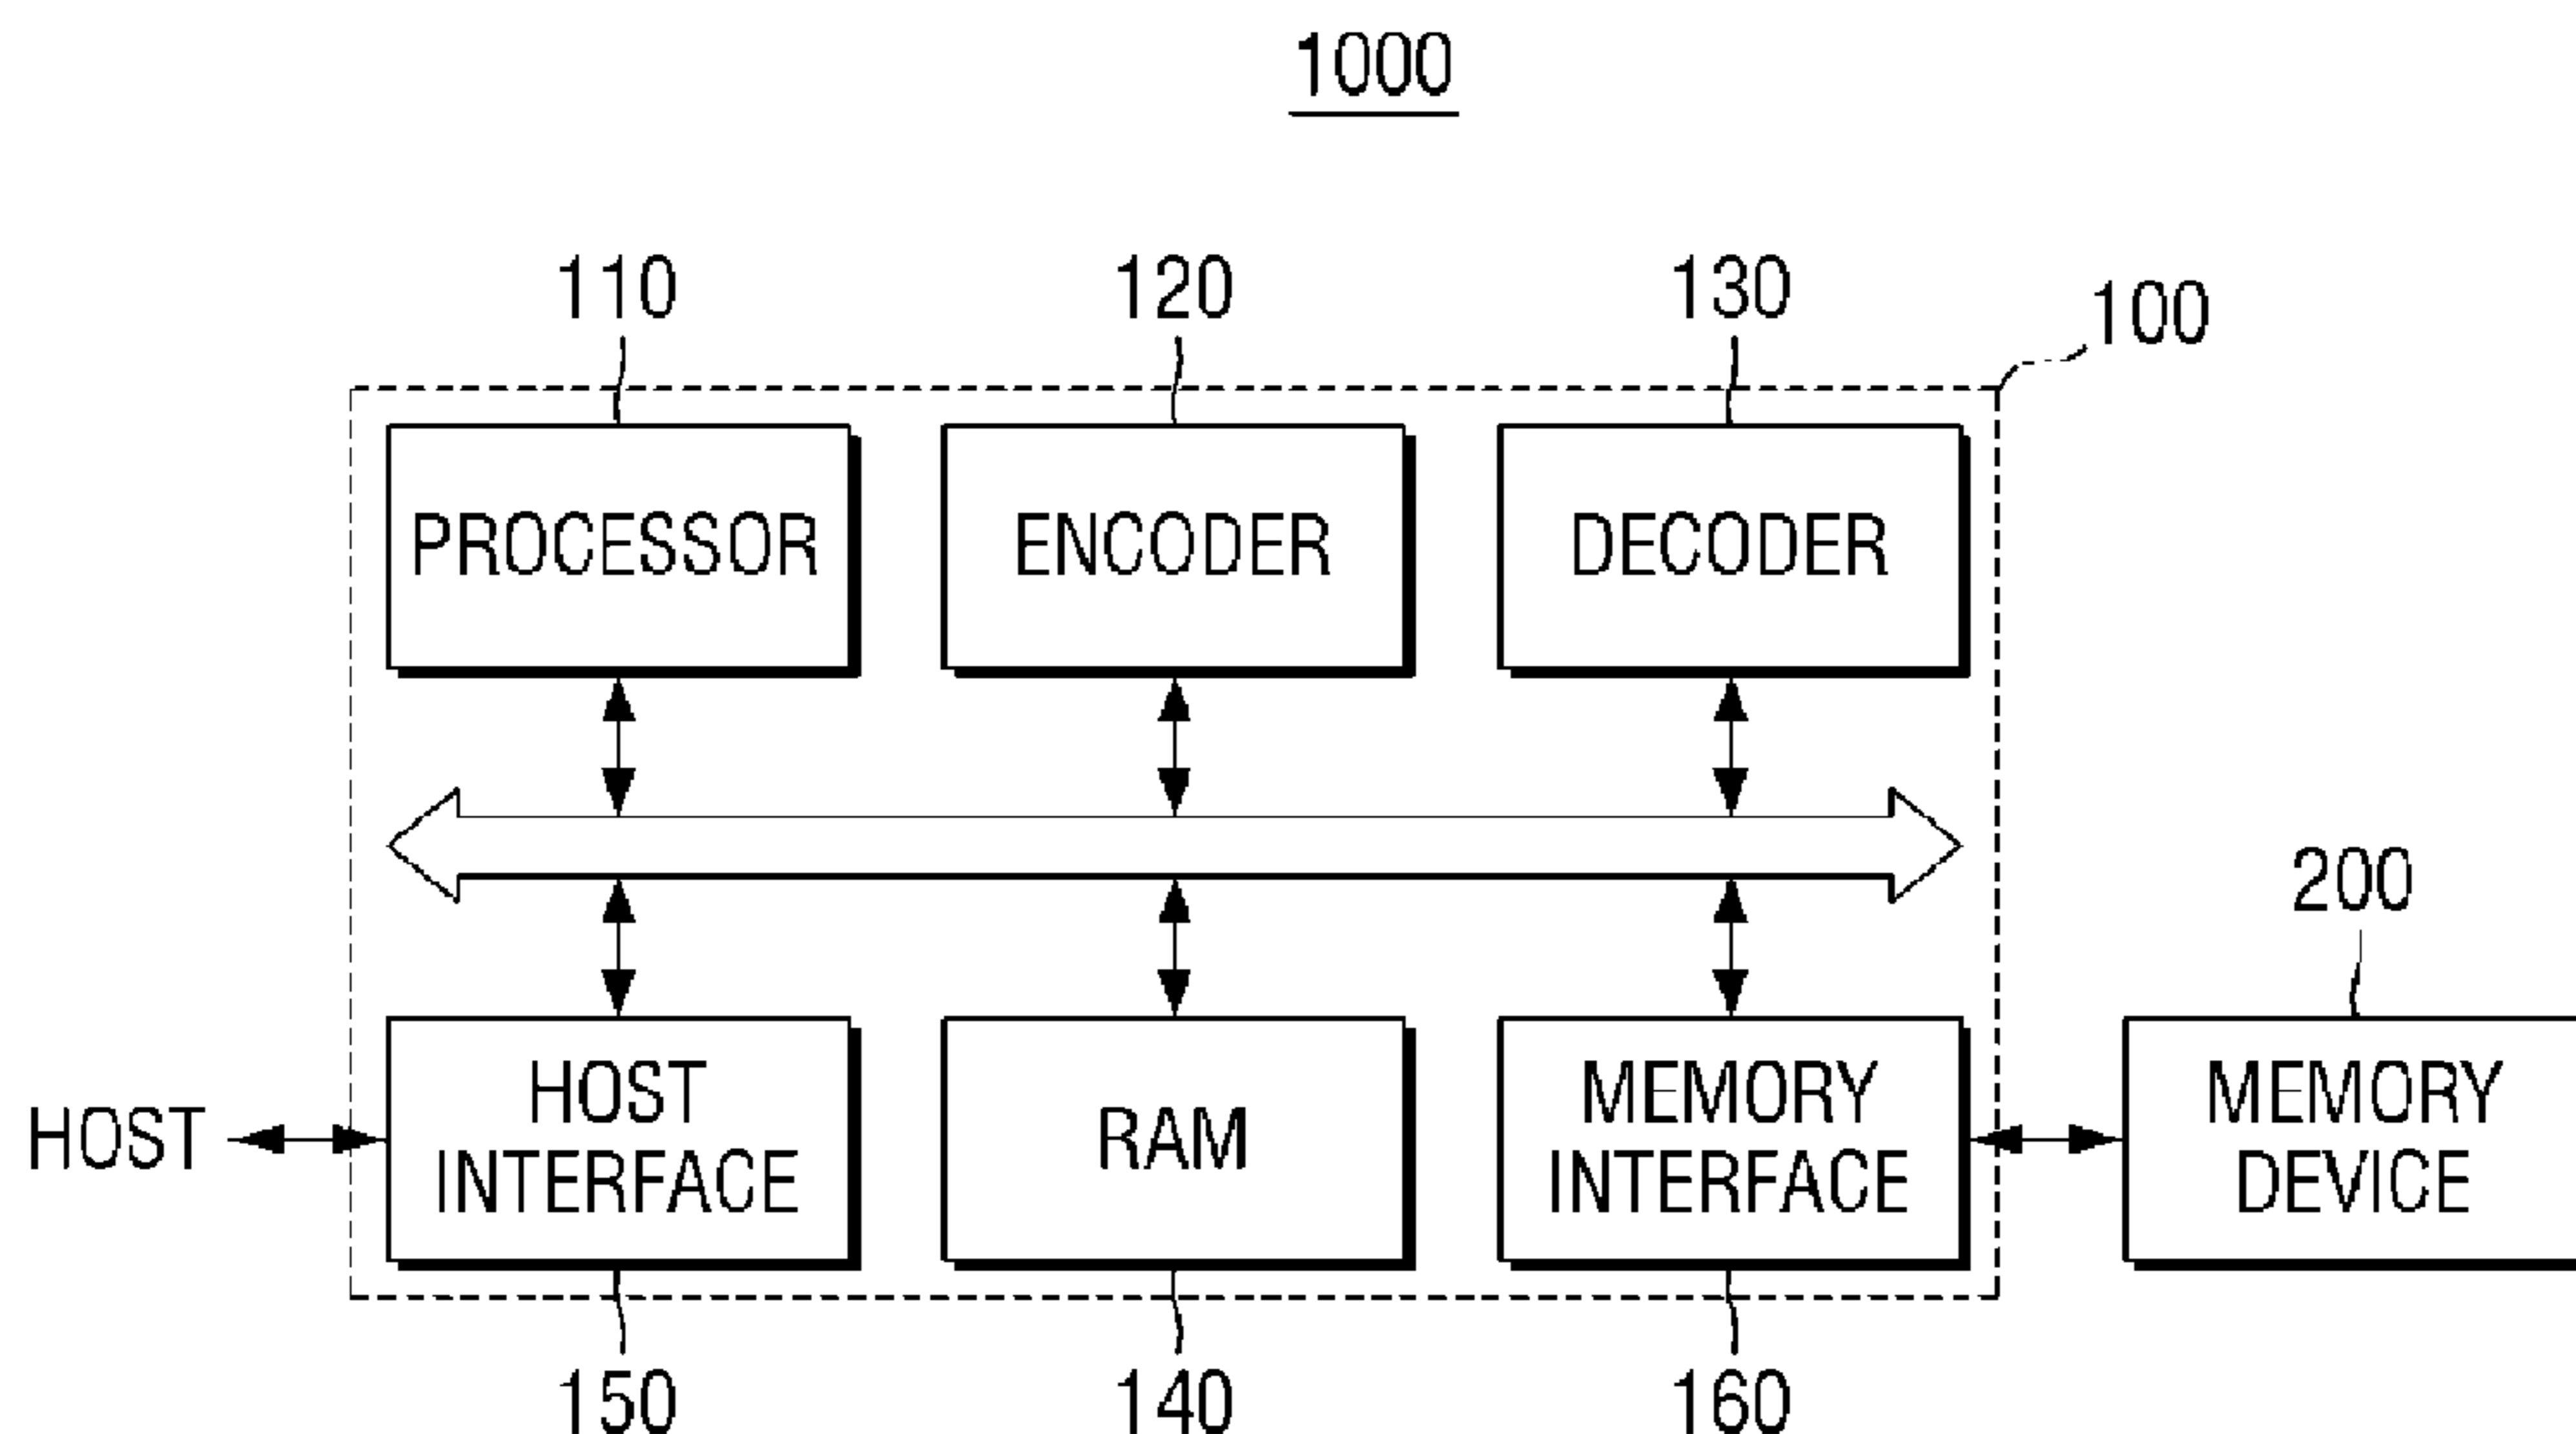 1000
110
120
130
100
PROCESSOR
ENCODER
DECODER
200
HOST
HOST
INTERFACE
RAM
MEMORY
INTERFACE
MEMORY
DEVICE
150
140
160